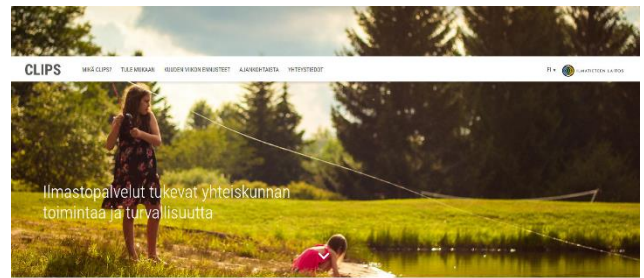 CLIPS
MIKÄ CLIPS? TULE MUKAAN KUUDEN VIIKON ENNUSTEET AJANKOHTAISTA YHTEYSTIEDOT
FI
ILMATIETEEN LAITOS
Ilmastopalvelut tukevat yhteiskunnan
toimintaa ja turvallisuutta